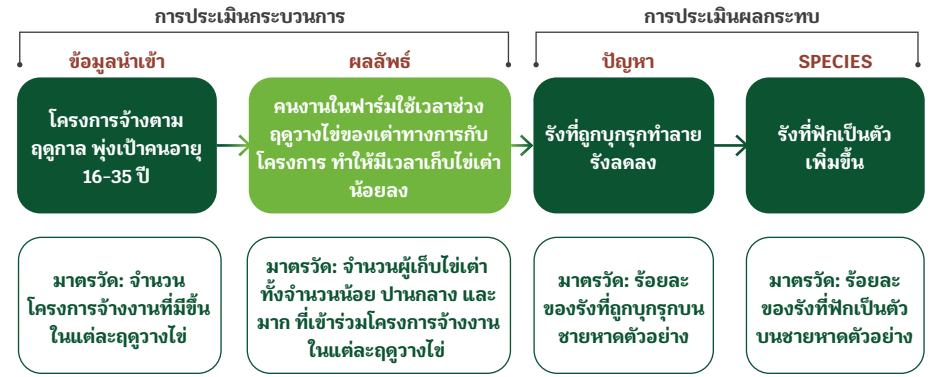 การประเมินกระบวนการ
การประเมินผลกระทบ
ข้อมูลนำเข้า
ผลลัพธ์
ปัญหา
SPECIES
โครงการจ้างตาม
ฤดูกาล พุ่งเป้าคนอายุ
16-35 ปี
คนงานในฟาร์มใช้เวลาช่วง
ฤดูวางไข่ของเต่าทางการกับ
โครงการ ทำให้มีเวลาเก็บไข่เต่า
น้อยลง
รังที่ถูกบุกรุกทำลาย
รังลดลง
รังที่ฟักเป็นตัว
เพิ่มขึ้น
มาตรวัด: จำนวน
โครงการจ้างงานที่มีขึ้น
ในแต่ละฤดูวางไข่
มาตรวัด: จำนวนผู้เก็บไข่เต่า
ทั้งจำนวนน้อย ปานกลาง และ
มาก ที่เข้าร่วมโครงการจ้างงาน
ในแต่ละฤดูวางไข่
มาตรวัด: ร้อยละ
ของรังที่ถูกบุกรุกบน
ชายหาดตัวอย่าง
มาตรวัด: ร้อยละ
ของรังที่ฟักเป็นตัว
บนชายหาดตัวอย่าง